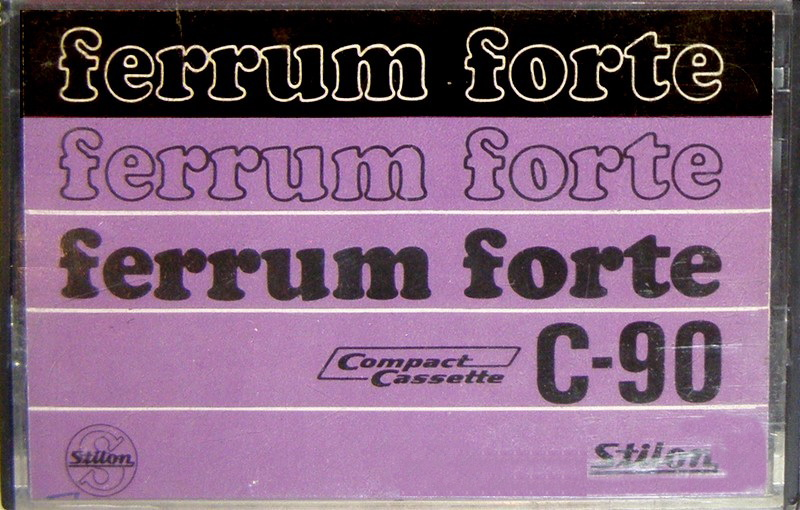 ferrum forte
ferrum forte
ferrum forte
Compact Cassette C-90
Stilon Stilon